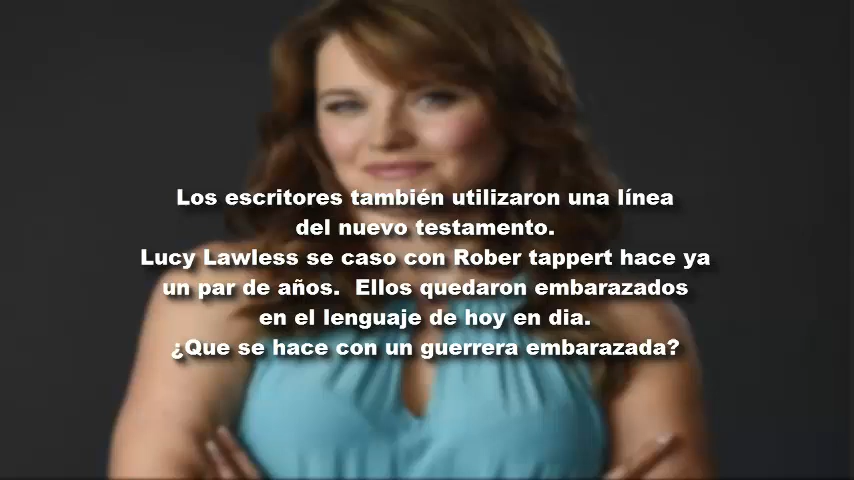 Los escritores también utilizaron una línea
del nuevo testamento.
Lucy Lawless se caso con Rober tappert hace ya
un par de años.  Ellos quedaron embarazados
en el lenguaje de hoy en dia.
¿Que se hace con un guerrera embarazada?